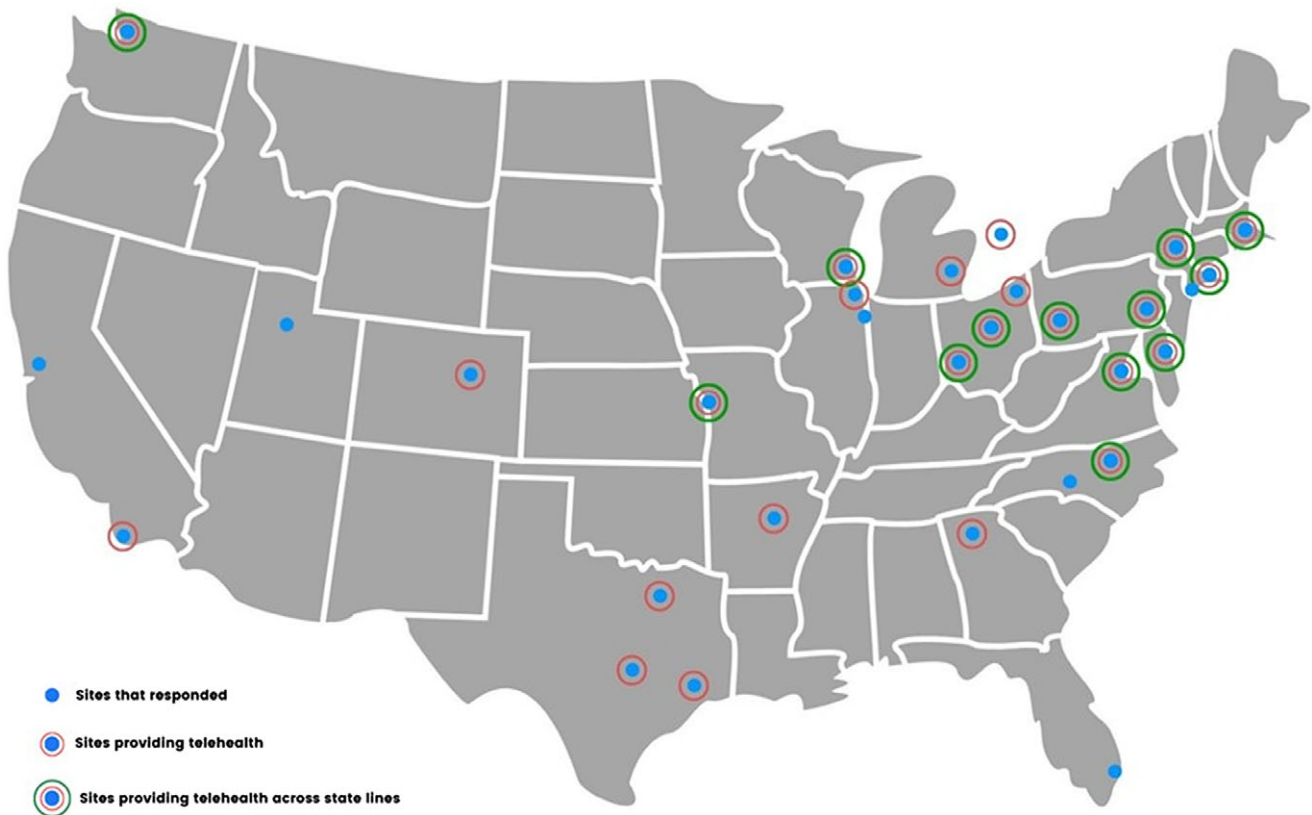 Sites that responded
Sites providing telehealth
Sites providing telehealth across state lines